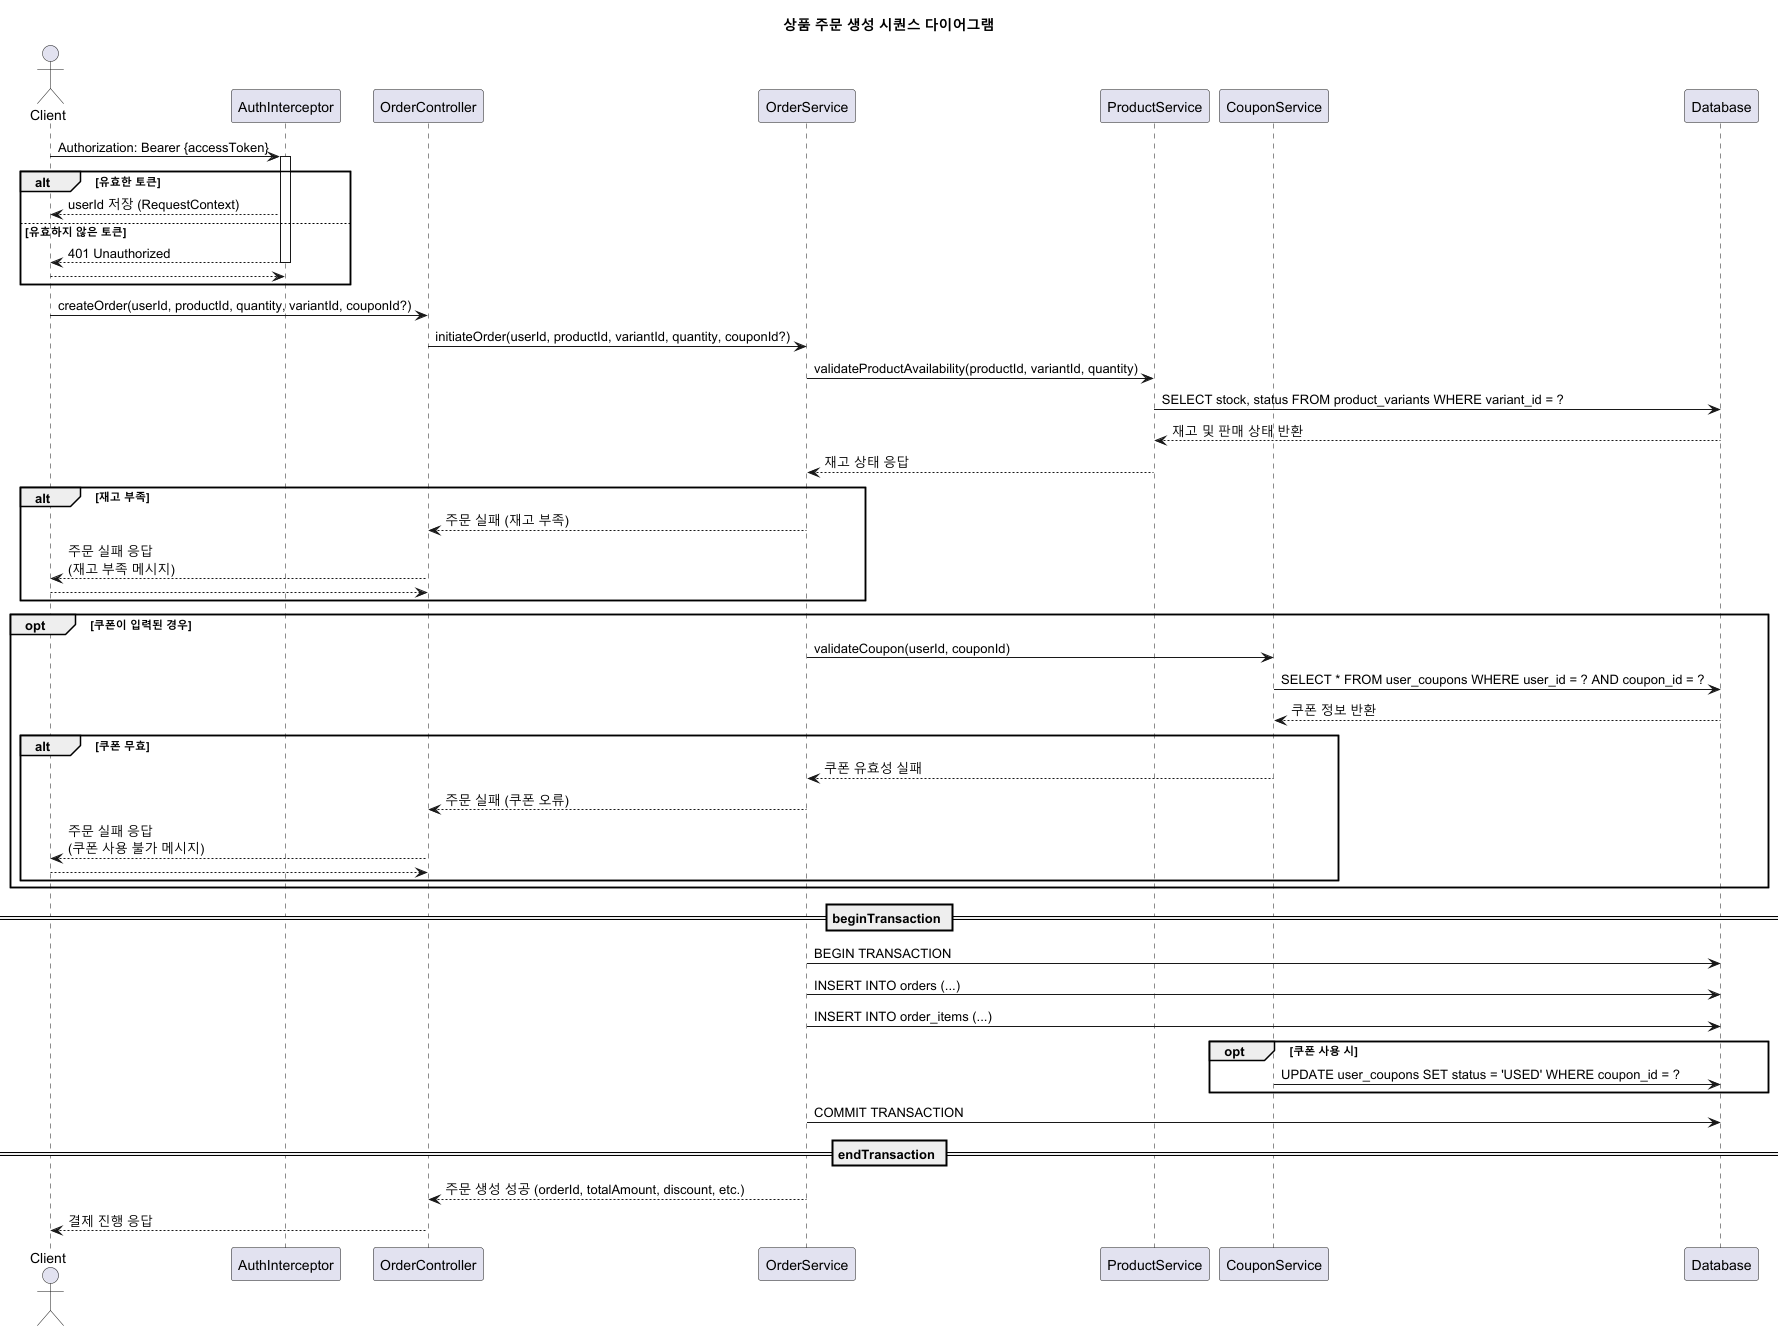 상품 주문 생성 시퀀스 다이어그램
Client
AuthInterceptor
OrderController
OrderService
ProductService
CouponService
Database
Authorization: Bearer {accessToken}
alt [유효한 토큰]
userId 저장 (RequestContext)
[유효하지 않은 토큰]
401 Unauthorized
createOrder(userId, productId, quantity, variantId, couponId?)
initiateOrder(userId, productId, variantId, quantity, couponId?)
validateProductAvailability(productId, variantId, quantity)
SELECT stock, status FROM product_variants WHERE variant_id = ?
재고 및 판매 상태 반환
재고 상태 응답
alt [재고 부족]
주문 실패 (재고 부족)
주문 실패 응답
(재고 부족 메시지)
opt [쿠폰이 입력된 경우]
validateCoupon(userId, couponId)
SELECT * FROM user_coupons WHERE user_id = ? AND coupon_id = ?
쿠폰 정보 반환
alt [쿠폰 무효]
쿠폰 유효성 실패
주문 실패 (쿠폰 오류)
주문 실패 응답
(쿠폰 사용 불가 메시지)
beginTransaction
BEGIN TRANSACTION
INSERT INTO orders (...)
INSERT INTO order_items (...)
opt [쿠폰 사용 시]
UPDATE user_coupons SET status = 'USED' WHERE coupon_id = ?
COMMIT TRANSACTION
endTransaction
주문 생성 성공 (orderId, totalAmount, discount, etc.)
결제 진행 응답
Client
AuthInterceptor
OrderController
OrderService
ProductService
CouponService
Database